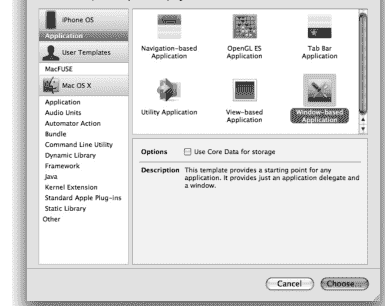 iPhone OS
Application
User Templates
MacFUSE
Mac OS X
Application
Audio Units
Automator Action
Bundle
Command Line Utility
Dynamic Library
Framework
Java
Kernel Extension
Standard Apple Plug-ins
Static Library
Other
Navigation-based
Application
OpenGL ES
Application
Tab Bar
Application
Utility Application
View-based
Application
Window-based
Application
Options
Use Core Data for storage
Description
This template provides a starting point for any
application. It provides just an application delegate and
a window.
Cancel
Choose...